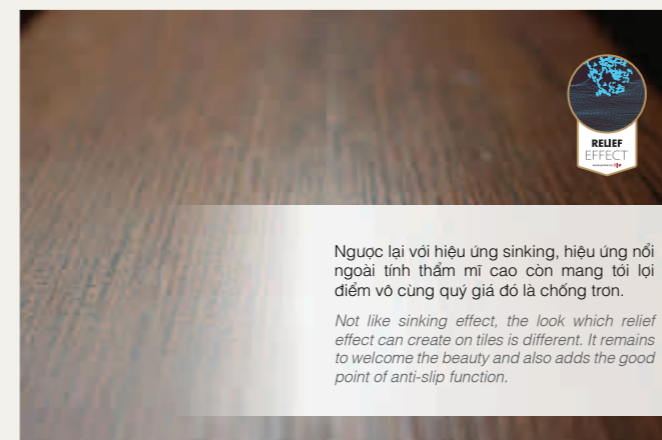 RELIEF
EFFECT
Ngược lại với hiệu ứng sinking, hiệu ứng nổi
ngoài tính thẩm mĩ cao còn mang tới lợi
điểm vô cùng quý giá đó là chống trơn.
Not like sinking effect, the look which relief
effect can create on tiles is different. It remains
to welcome the beauty and also adds the good
point of anti-slip function.